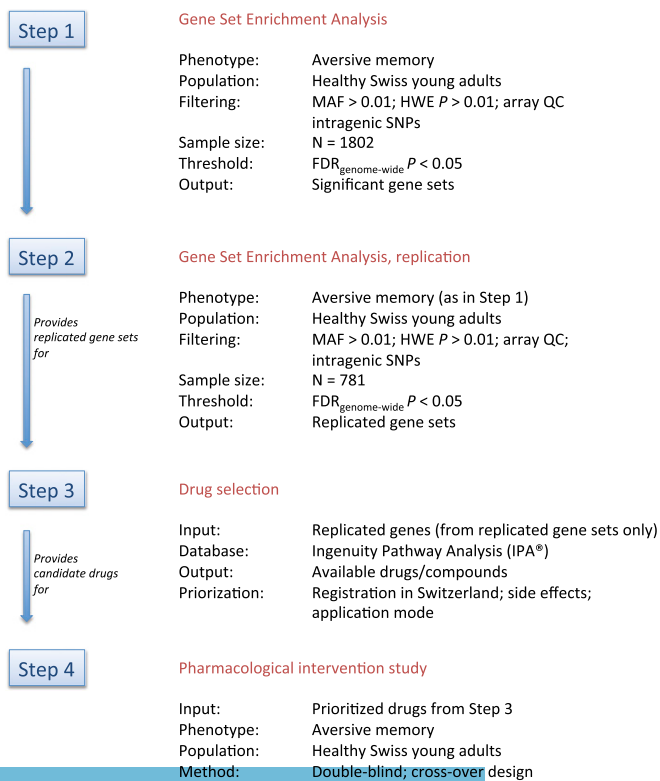 Step 1
Gene Set Enrichment Analysis
Phenotype: Aversive memory
Population: Healthy Swiss young adults
Filtering: MAF > 0.01; HWE P > 0.01; array QC
intragenic SNPs
Sample size: N = 1802
Threshold: FDRgenome-wide P < 0.05
Output: Significant gene sets
Step 2
Gene Set Enrichment Analysis, replication
Provides
replicated gene sets
for
Phenotype: Aversive memory (as in Step 1)
Population: Healthy Swiss young adults
Filtering: MAF > 0.01; HWE P > 0.01; array QC;
intragenic SNPs
Sample size: N = 781
Threshold: FDRgenome-wide P < 0.05
Output: Replicated gene sets
Step 3
Drug selection
Provides
candidate drugs
for
Input: Replicated genes (from replicated gene sets only)
Database: Ingenuity Pathway Analysis (IPA®)
Output: Available drugs/compounds
Priorization: Registration in Switzerland; side effects;
application mode
Step 4
Pharmacological intervention study
Input: Prioritized drugs from Step 3
Phenotype: Aversive memory
Population: Healthy Swiss young adults
Method: Double-blind; cross-over design